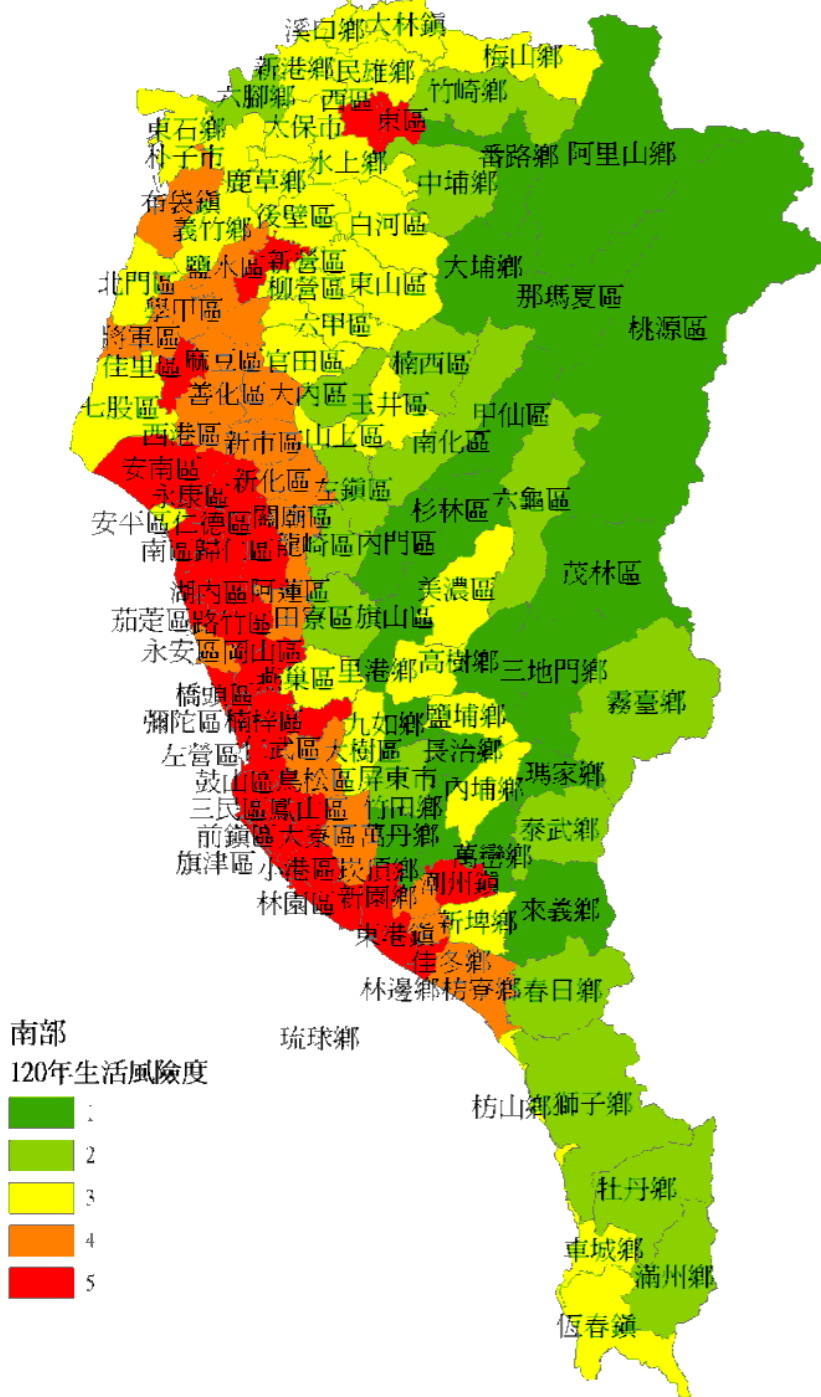 溪口鄉
大林鎮
梅山鄉
新港鄉
民雄鄉
竹崎鄉
六腳鄉
西區
東區
東石鄉
太保市
朴子市
水上鄉
番路鄉
阿里山鄉
鹿草鄉
中埔鄉
布袋鎮
義竹鄉
後壁區
白河區
鹽水區
新營區
大埔鄉
北門區
柳營區
東山區
那瑪夏區
學甲區
六甲區
桃源區
將軍區
佳里區
麻豆區
官田區
楠西區
七股區
善化區
大內區
玉井區
甲仙區
西港區
新市區
山上區
南化區
安南區
永康區
新化區
左鎮區
杉林區
六龜區
安平區
仁德區
關廟區
南區
歸仁區
龍崎區
內門區
湖內區
阿蓮區
美濃區
茂林區
茄萣區
路竹區
田寮區
旗山區
永安區
岡山區
燕巢區
里港鄉
高樹鄉
三地門鄉
橋頭區
霧臺鄉
彌陀區
楠梓區
九如鄉
鹽埔鄉
左營區
仁武區
大樹區
長治鄉
鼓山區
鳥松區
屏東市
內埔鄉
瑪家鄉
三民區
鳳山區
竹田鄉
前鎮區
大寮區
萬丹鄉
泰武鄉
旗津區
小港區
崁頂鄉
萬巒鄉
潮州鎮
林園區
新園鄉
新埤鄉
來義鄉
東港鎮
佳冬鄉
林邊鄉
枋寮鄉
春日鄉
琉球鄉
南部
120年生活風險度
1
2
3
4
5
枋山鄉
獅子鄉
牡丹鄉
車城鄉
滿州鄉
恆春鎮